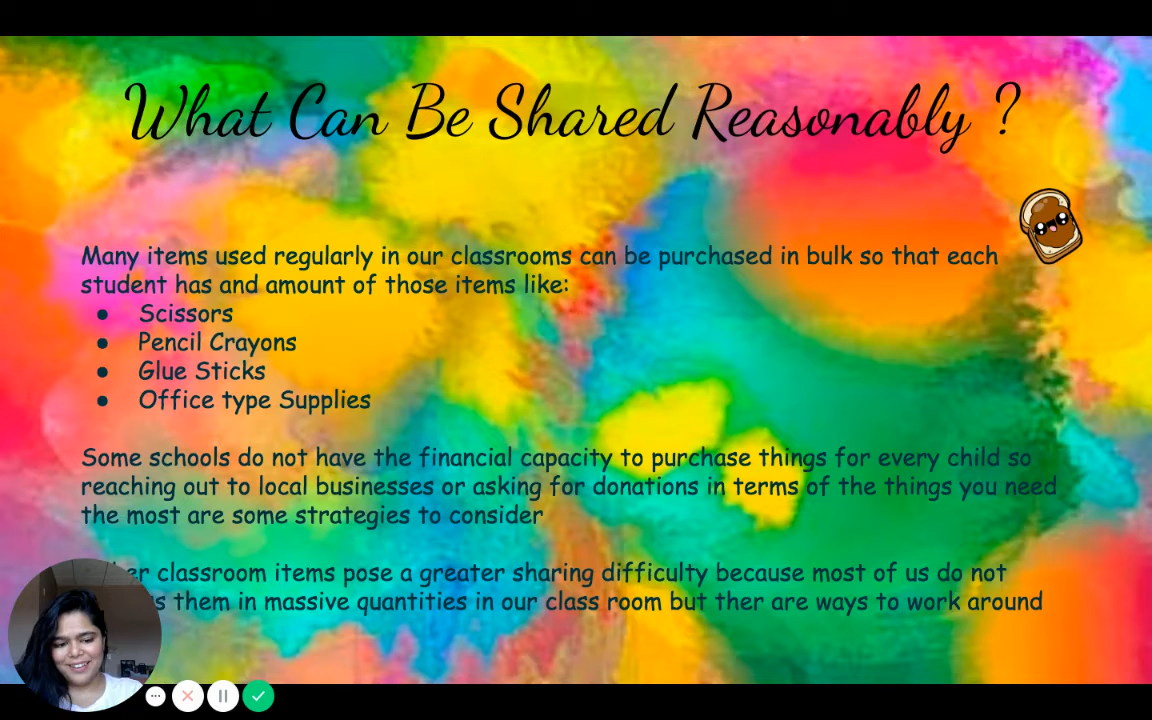 What Can Be Shared Reasonably ?
Many items used regularly in our classrooms can be purchased in bulk so that each
student has and amount of those items like:
● Scissors
● Pencil Crayons
● Glue Sticks
● Office type Supplies
Some schools do not have the financial capacity to purchase things for every child so
reaching out to local businesses or asking for donations in terms of the things you need
the most are some strategies to consider
classroom items pose a greater sharing difficulty because most of us do not
them in massive quantities in our class room but ther are ways to work around